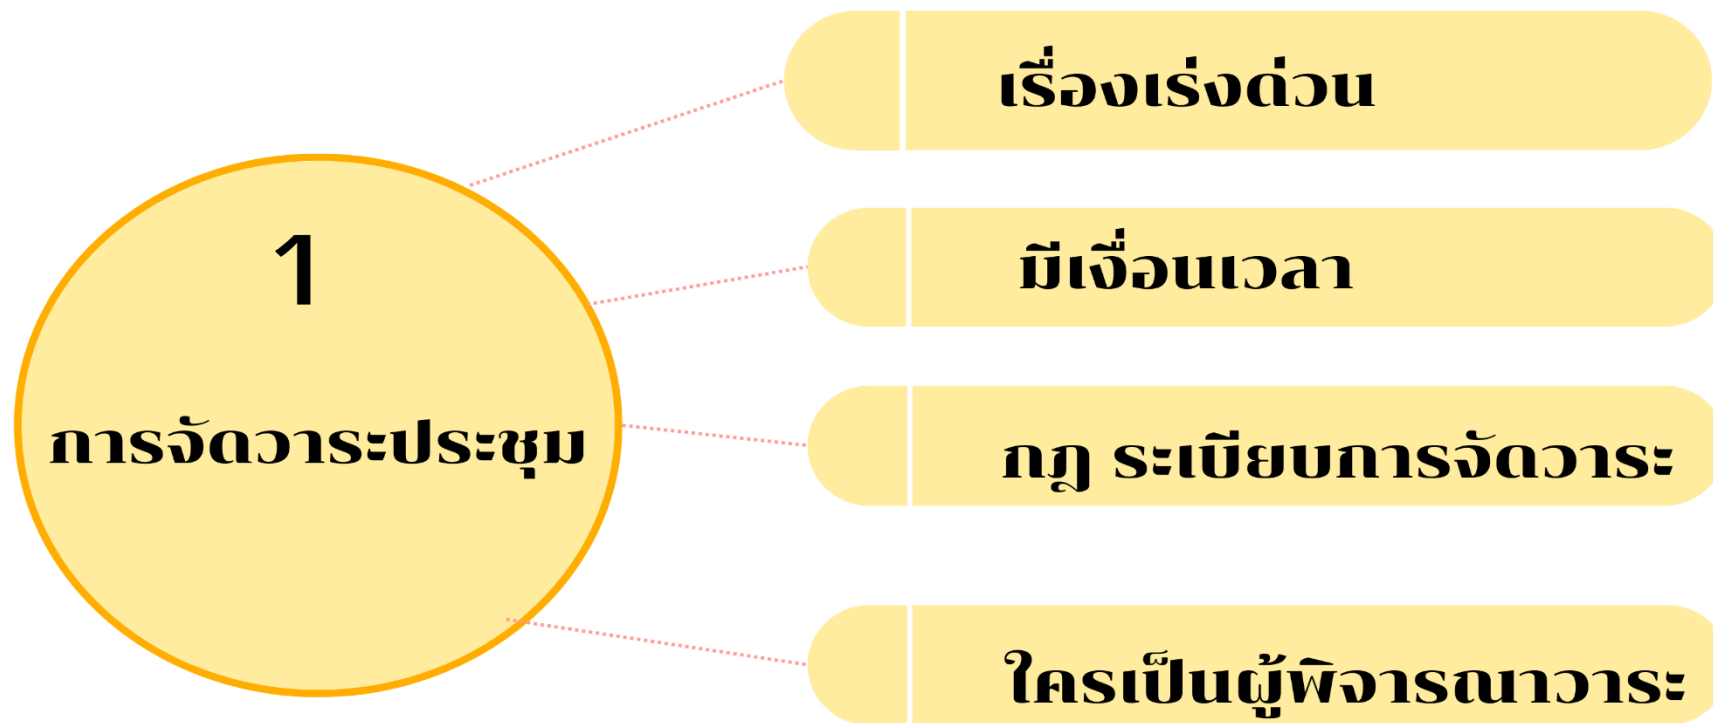 1
การจัดวาระประชุม
เรื่องเร่งด่วน
มีเงื่อนเวลา
กฎ ระเบียบการจัดวาระ
ใครเป็นผู้พิจารณาวาระ